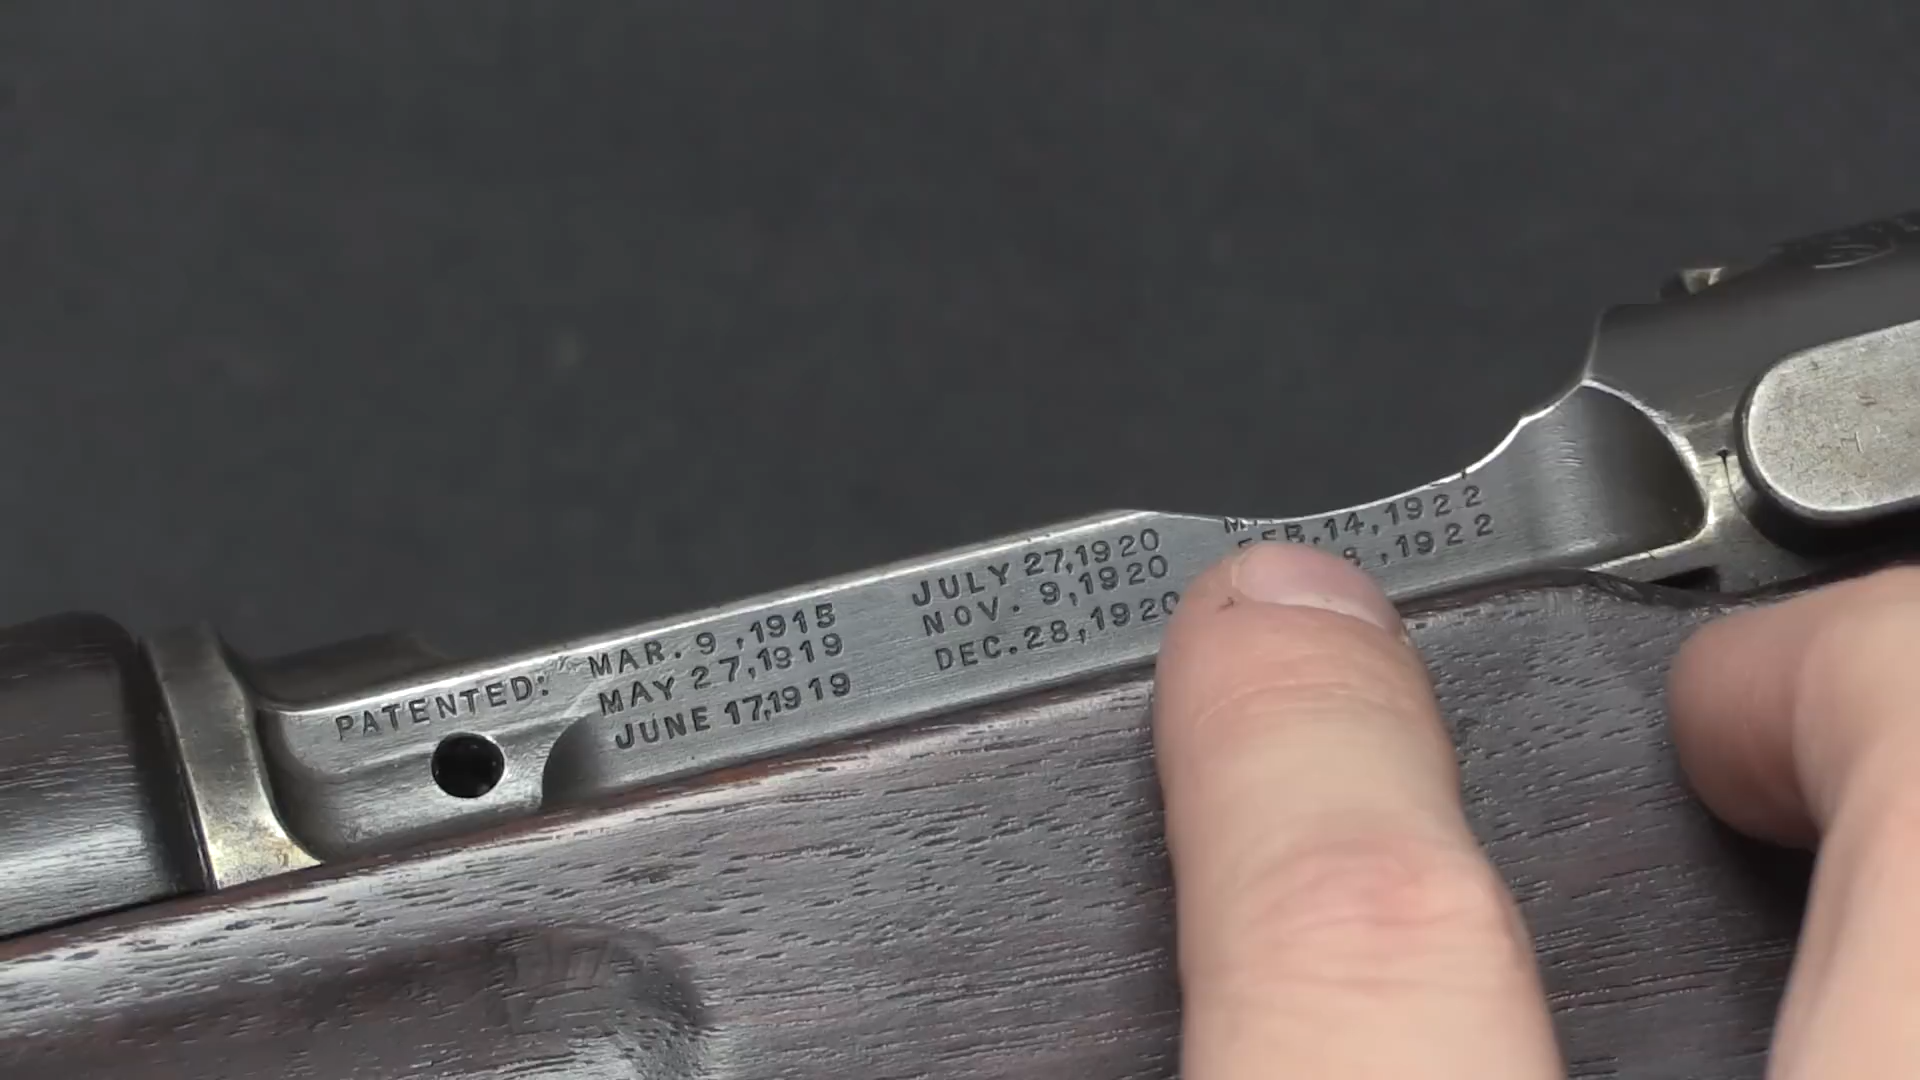 PATENTED:
MAR. 9, 1915
MAY 27, 1919
JUNE 17, 1919
JULY 27, 1920
NOV. 9, 1920
DEC. 28, 1920
FEB. 14, 1922
8, 1922